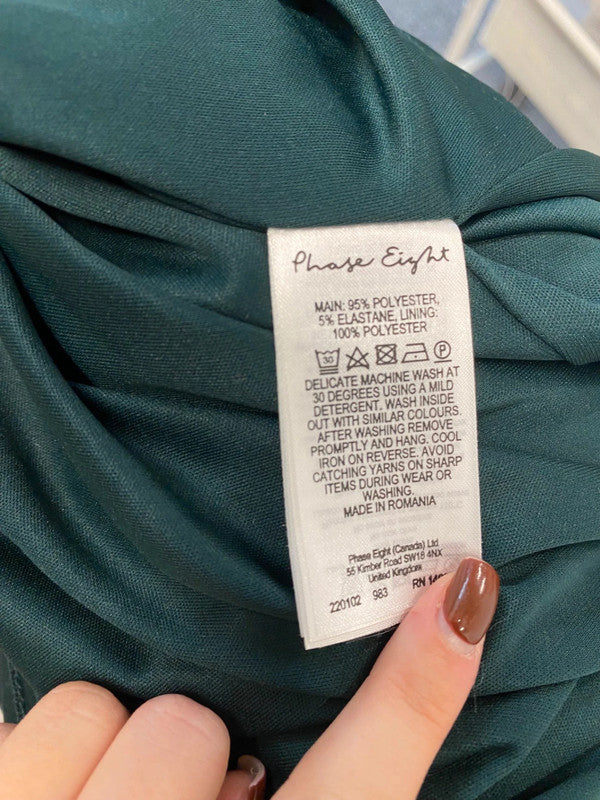 Phase Eight
MAIN: 95% POLYESTER,
5% ELASTANE, LINING:
100% POLYESTER
30 P
DELICATE MACHINE WASH AT
30 DEGREES USING A MILD
DETERGENT. WASH INSIDE
OUT WITH SIMILAR COLOURS.
AFTER WASHING REMOVE
PROMPTLY AND HANG. COOL
IRON ON REVERSE. AVOID
CATCHING YARNS ON SHARP
ITEMS DURING WEAR OR
WASHING.
MADE IN ROMANIA
Phase Eight (Canada) Ltd
55 Kimber Road SW18 4NX
United Kingdom
220102 983 RN